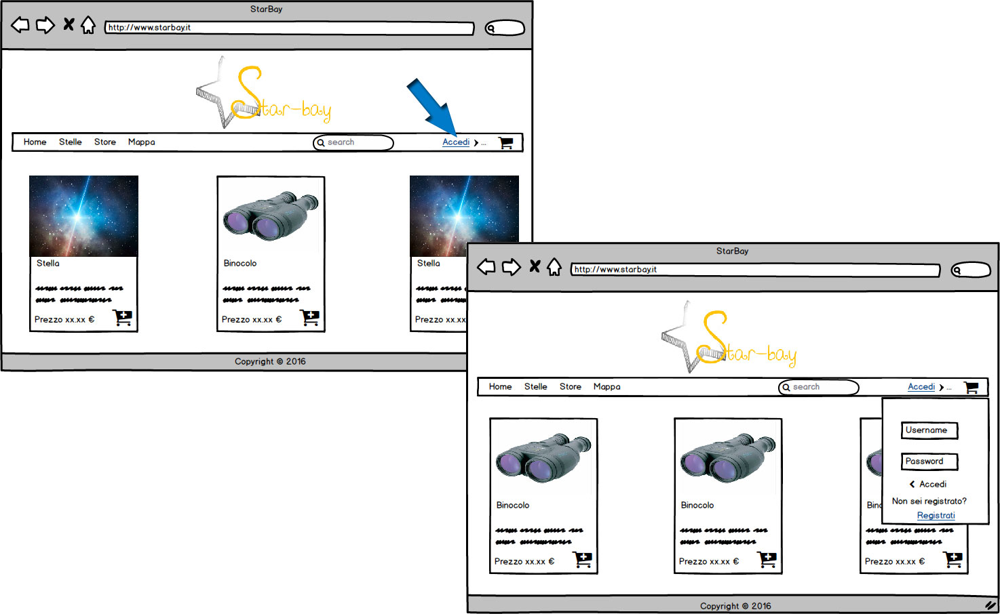 StarBay
http://www.starbay.it
Star-bay
Home Stelle Store Mappa search Accedi > ...
Stella Binocolo Stella
Prezzo xx.xx € Prezzo xx.xx € Prezzo xx.xx
Copyright © 2016
StarBay
http://www.starbay.it
Star-bay
Home Stelle Store Mappa search Accedi > ...
Username
Password
< Accedi
Non sei registrato?
Registrati
Binocolo Binocolo Bin
Prezzo xx.xx € Prezzo xx.xx € Prezzo xx.xx €
Copyright © 2016